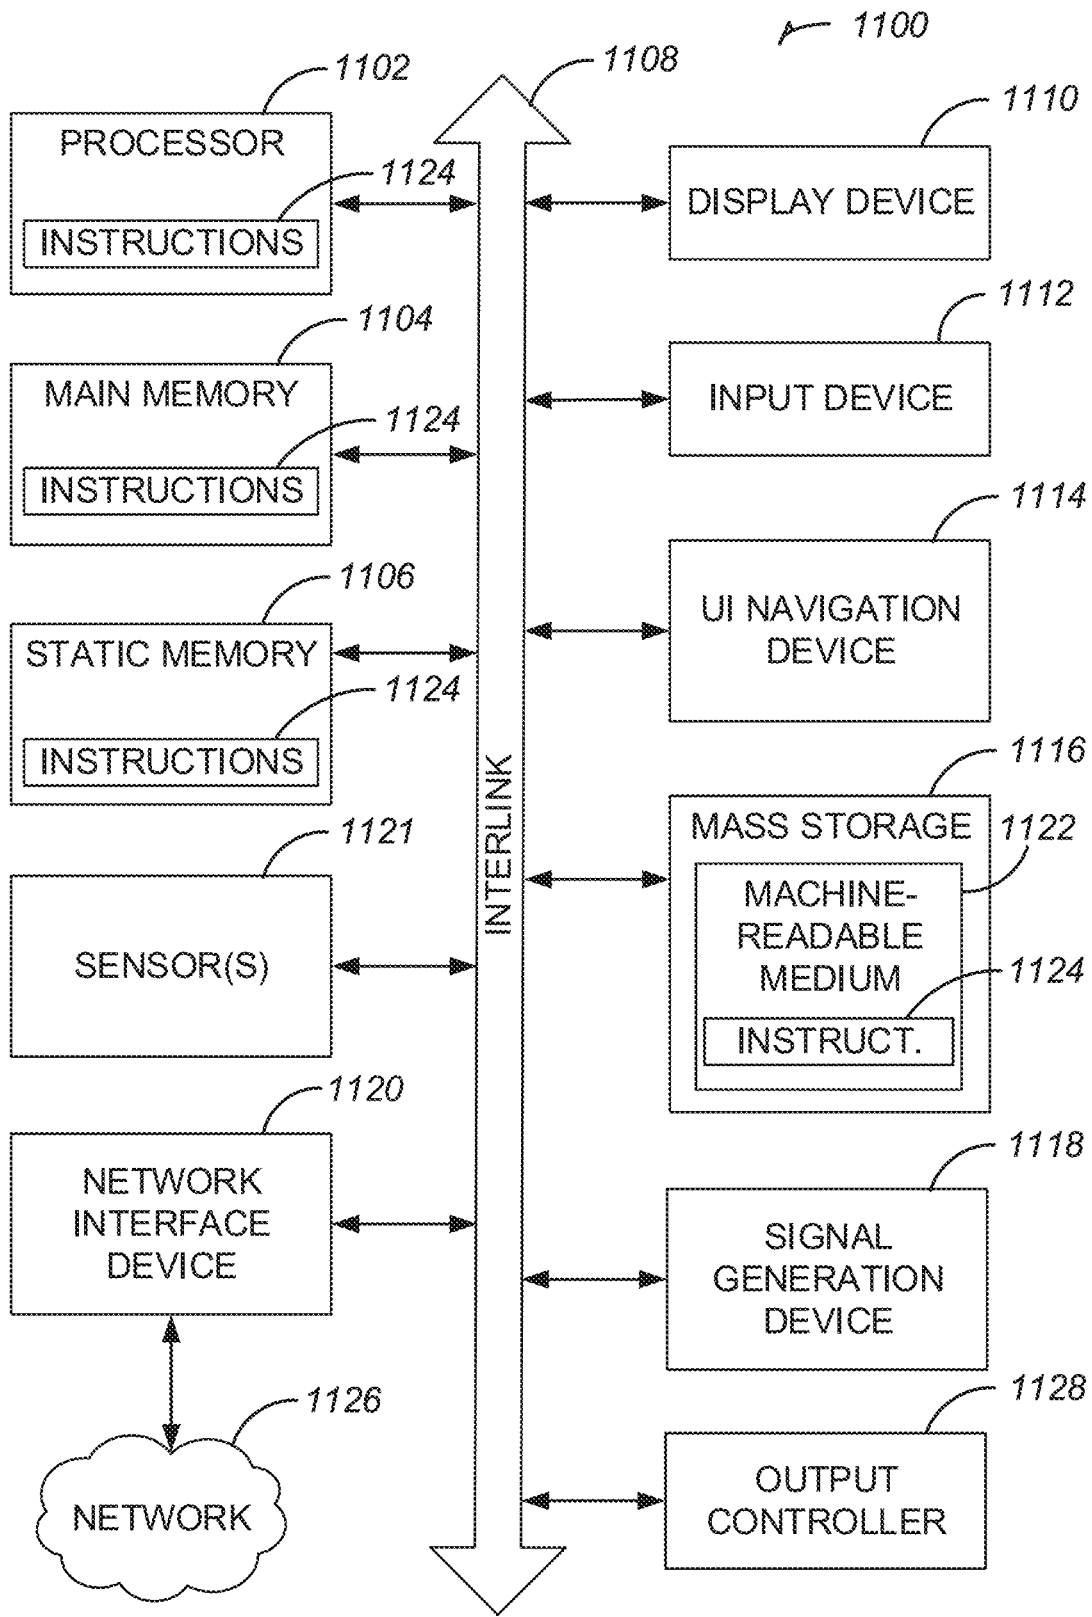 1100
1102
PROCESSOR
1124
INSTRUCTIONS
1104
MAIN MEMORY
1124
INSTRUCTIONS
1106
STATIC MEMORY
1124
INSTRUCTIONS
1121
SENSOR(S)
1120
NETWORK
INTERFACE
DEVICE
1126
NETWORK
1108
INTERLINK
1110
DISPLAY DEVICE
1112
INPUT DEVICE
1114
UI NAVIGATION
DEVICE
1116
MASS STORAGE
1122
MACHINE-
READABLE
MEDIUM
1124
INSTRUCT.
1118
SIGNAL
GENERATION
DEVICE
1128
OUTPUT
CONTROLLER